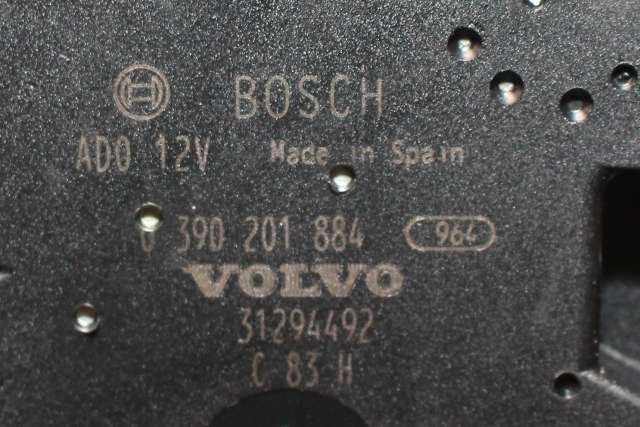 BOSCH
AD0 12V Made in Spain
0 390 201 884 964
VOLVO
31294492
C 83 H